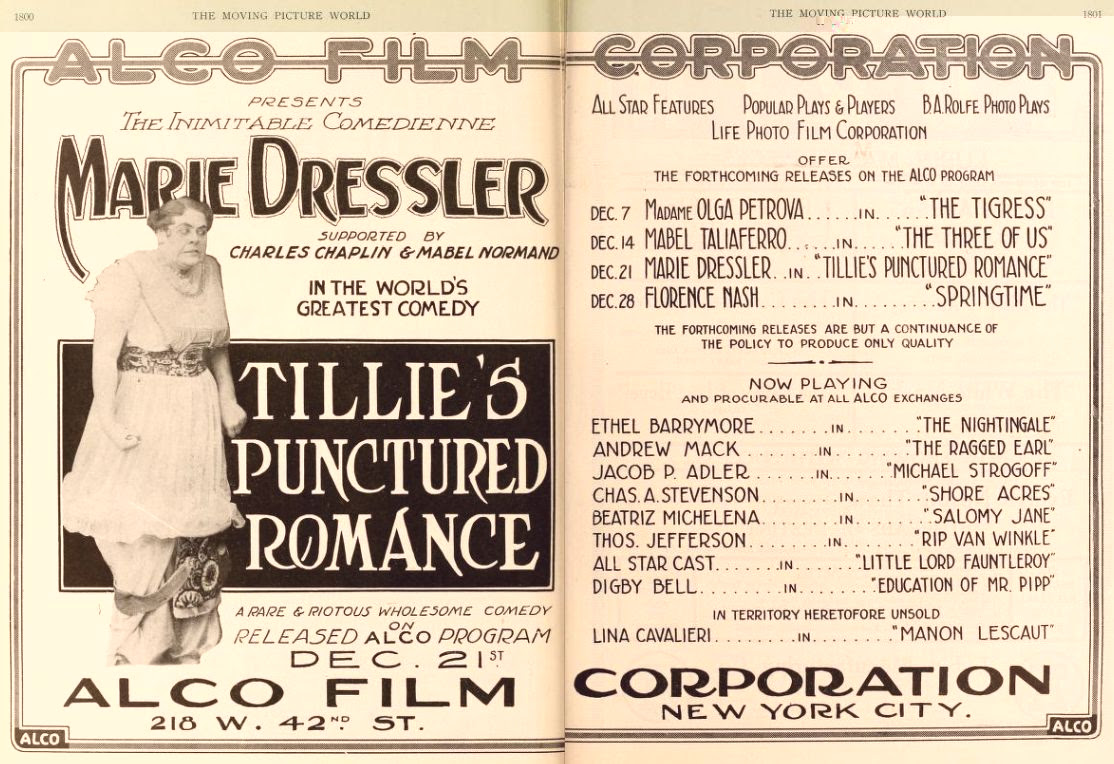 1800
THE MOVING PICTURE WORLD
ALCO FILM
PRESENTS
THE INIMITABLE COMEDIENNE
MARIE DRESSLER
SUPPORTED BY
CHARLES CHAPLIN & MABEL NORMAND
IN THE WORLD'S
GREATEST COMEDY
TILLIE'S
PUNCTURED
ROMANCE
A RARE & RIOTOUS WHOLESOME COMEDY
ON
RELEASED ALCO PROGRAM
DEC. 21ST
ALCO FILM
218 W. 42ND ST.
ALCO
THE MOVING PICTURE WORLD
1801
CORPORATION
ALL STAR FEATURES POPULAR PLAYS & PLAYERS B.A. ROLFE PHOTO PLAYS
LIFE PHOTO FILM CORPORATION
OFFER
THE FORTHCOMING RELEASES ON THE ALCO PROGRAM
DEC. 7 MADAME OLGA PETROVA......IN....."THE TIGRESS"
DEC. 14 MABEL TALIAFERRO.....IN....."THE THREE OF US"
DEC. 21 MARIE DRESSLER..IN.."TILLIE'S PUNCTURED ROMANCE"
DEC. 28 FLORENCE NASH.........IN........."SPRINGTIME"
THE FORTHCOMING RELEASES ARE BUT A CONTINUANCE OF
THE POLICY TO PRODUCE ONLY QUALITY
NOW PLAYING
AND PROCURABLE AT ALL ALCO EXCHANGES
ETHEL BARRYMORE.........IN........."THE NIGHTINGALE"
ANDREW MACK.........IN........."THE RAGGED EARL"
JACOB P. ADLER........IN......."MICHAEL STROGOFF"
CHAS. A. STEVENSON.........IN........."SHORE ACRES"
BEATRIZ MICHELENA.........IN........."SALOMY JANE"
THOS. JEFFERSON.........IN........."RIP VAN WINKLE"
ALL STAR CAST.......IN......."LITTLE LORD FAUNTLEROY"
DIGBY BELL..........IN........."EDUCATION OF MR. PIPP"
IN TERRITORY HERETOFORE UNSOLD
LINA CAVALIERI.........IN........."MANON LESCAUT"
CORPORATION
NEW YORK CITY.
ALCO